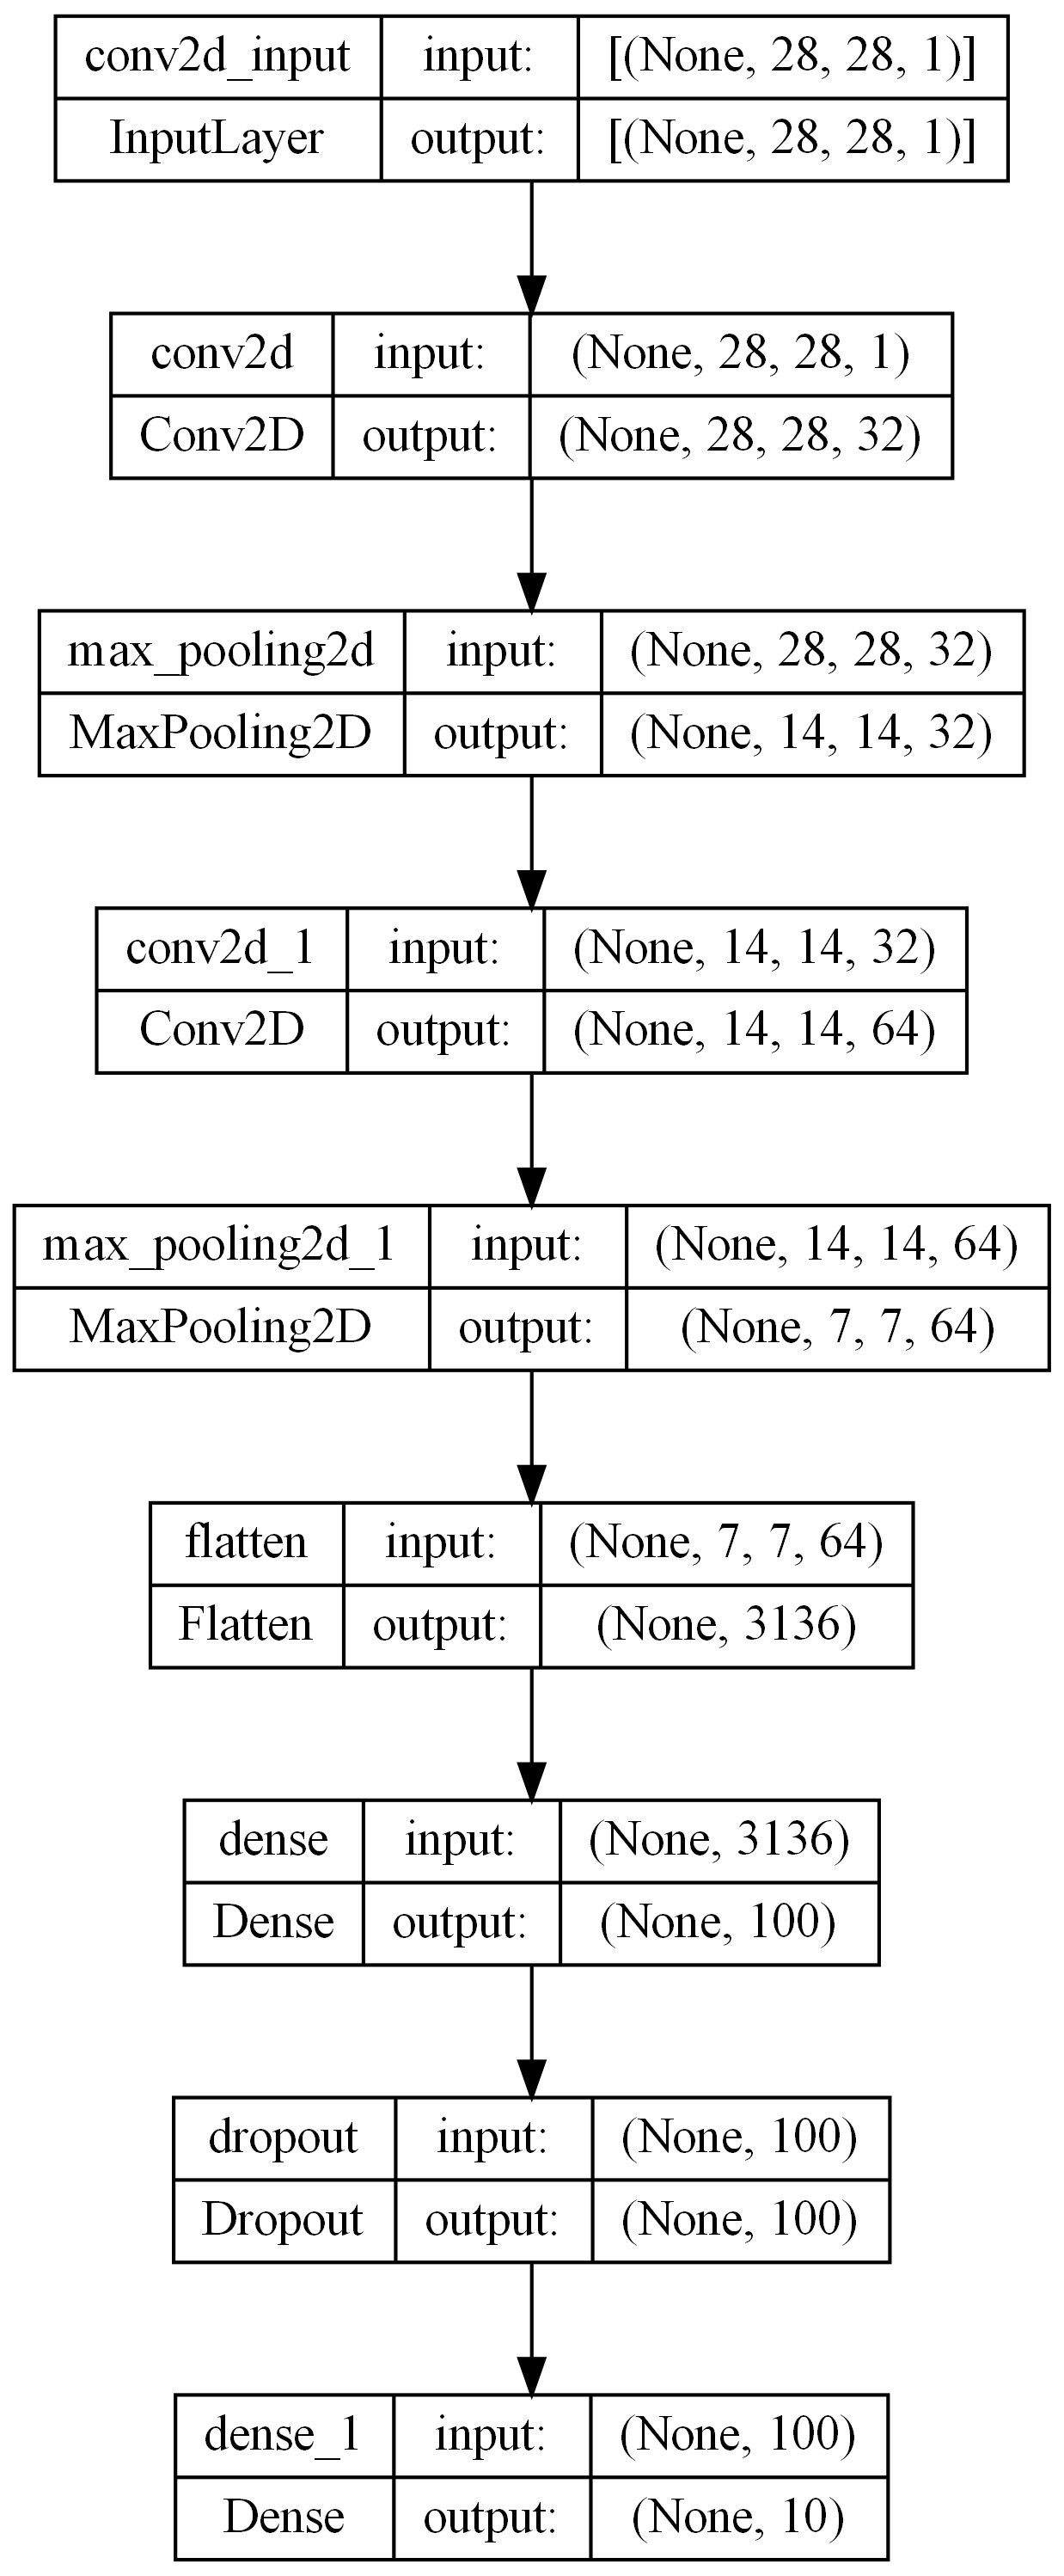 conv2d_input input: [(None, 28, 28, 1)]
InputLayer output: [(None, 28, 28, 1)]
conv2d input: (None, 28, 28, 1)
Conv2D output: (None, 28, 28, 32)
max_pooling2d input: (None, 28, 28, 32)
MaxPooling2D output: (None, 14, 14, 32)
conv2d_1 input: (None, 14, 14, 32)
Conv2D output: (None, 14, 14, 64)
max_pooling2d_1 input: (None, 14, 14, 64)
MaxPooling2D output: (None, 7, 7, 64)
flatten input: (None, 7, 7, 64)
Flatten output: (None, 3136)
dense input: (None, 3136)
Dense output: (None, 100)
dropout input: (None, 100)
Dropout output: (None, 100)
dense_1 input: (None, 100)
Dense output: (None, 10)